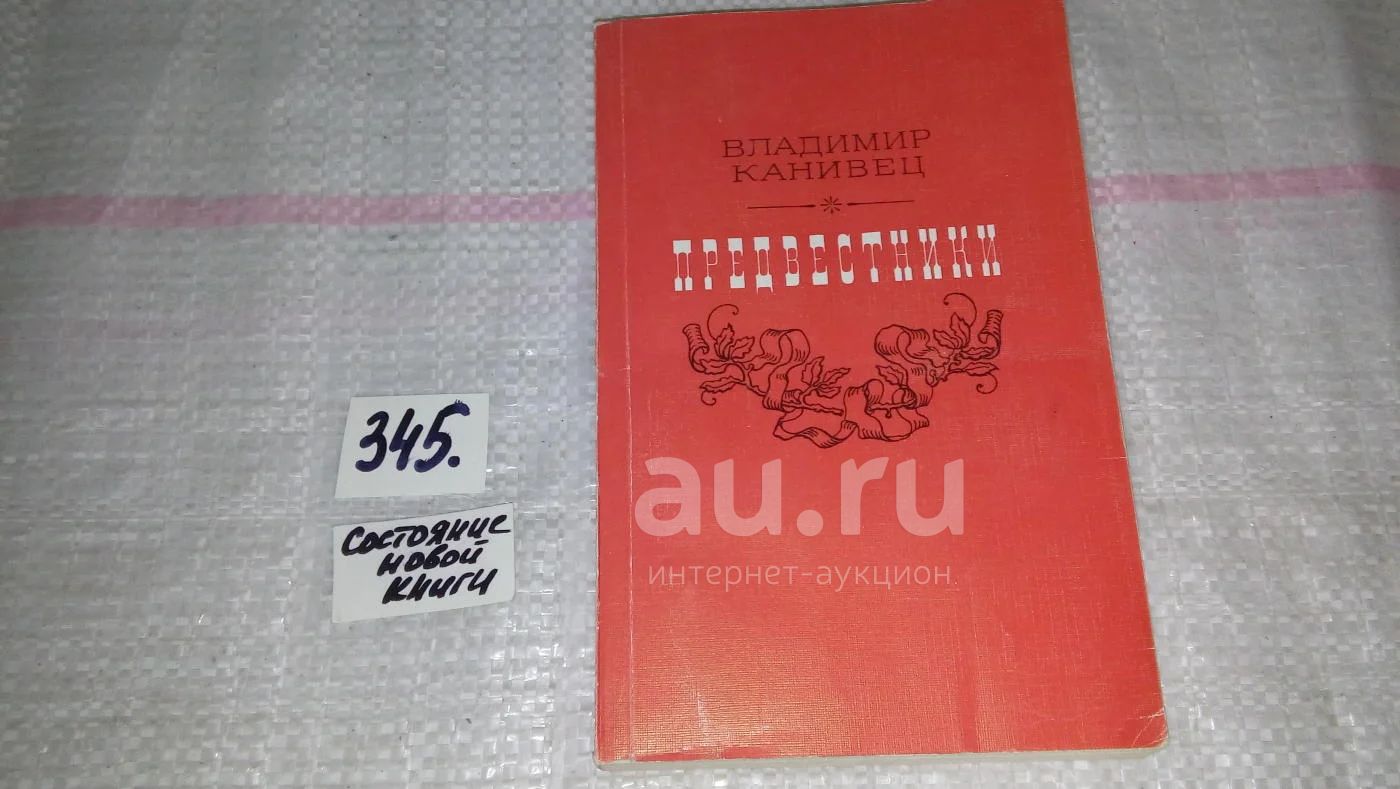 ВЛАДИМИР
КАНИВЕЦ
ПРЕДВЕСТНИКИ
345.
Состояние
новой
книги
au.ru
интернет-аукцион